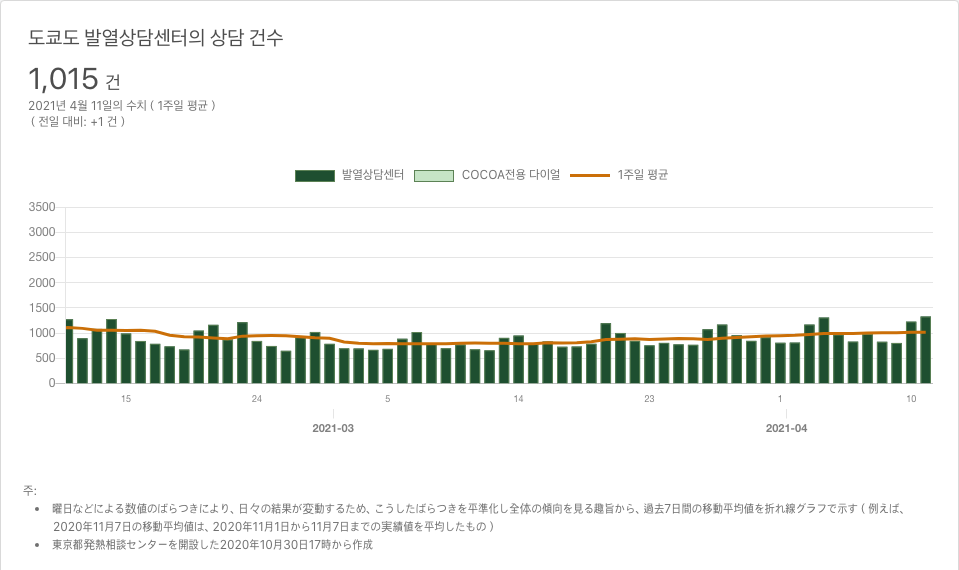 도쿄도 발열상담센터의 상담 건수
1,015 건
2021년 4월 11일의 수치 ( 1주일 평균 )
( 전일 대비: +1 건 )
발열상담센터 COCOA전용 다이얼 1주일 평균
3500
3000
2500
2000
1500
1000
500
0
15 24 5 14 23 1 10
2021-03 2021-04
주:
• 曜日などによる数値のばらつきにより、日々の結果が変動するため、こうしたばらつきを平準化し全体の傾向を見る趣旨から、過去7日間の移動平均値を折れ線グラフで示す ( 例えば、
2020年11月7日の移動平均値は、2020年11月1日から11月7日までの実績値を平均したもの )
• 東京都発熱相談センターを開設した2020年10月30日17時から作成